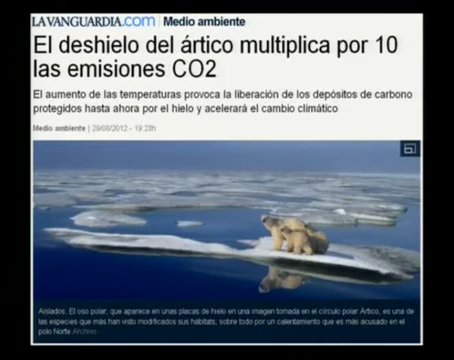 LAVANGUARDIA.com | Medio ambiente
El deshielo del ártico multiplica por 10
las emisiones CO2
El aumento de las temperaturas provoca la liberación de los depósitos de carbono
protegidos hasta ahora por el hielo y acelerará el cambio climático
Medio ambiente | 29/08/2012 - 19:23h
Aislados. El oso polar, que aparece en unas placas de hielo en una imagen tomada en el círculo polar Ártico, es una de
las especies que más han visto modificados sus hábitats, sobre todo por un calentamiento que es más acusado en el
polo Norte Archivo